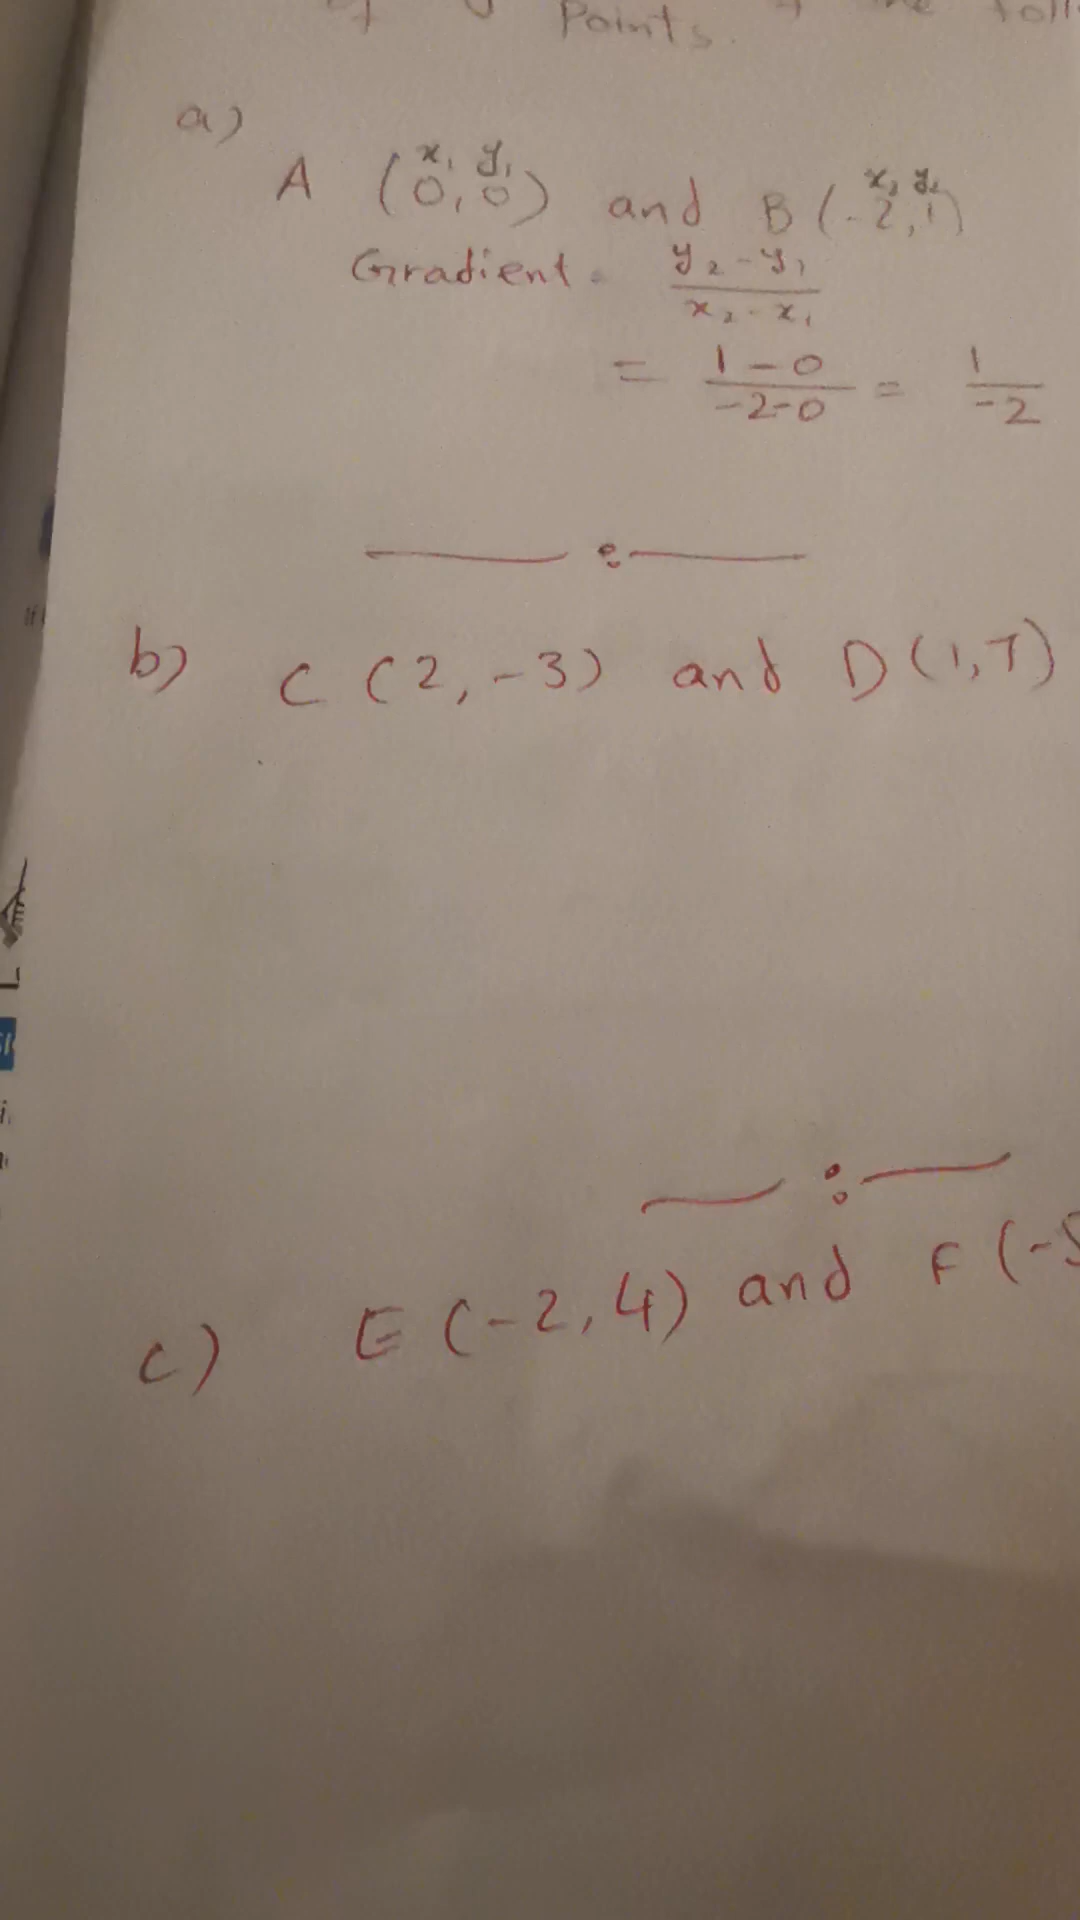 Points.
a)
A (0,0) and B (-2,1)
x₁ y₁ x₂ y₂
Gradient = y₂-y₁ / x₂-x₁
= 1-0 / -2-0 = 1 / -2
b) C (2,-3) and D (1,7)
c) E (-2,4) and F (-5